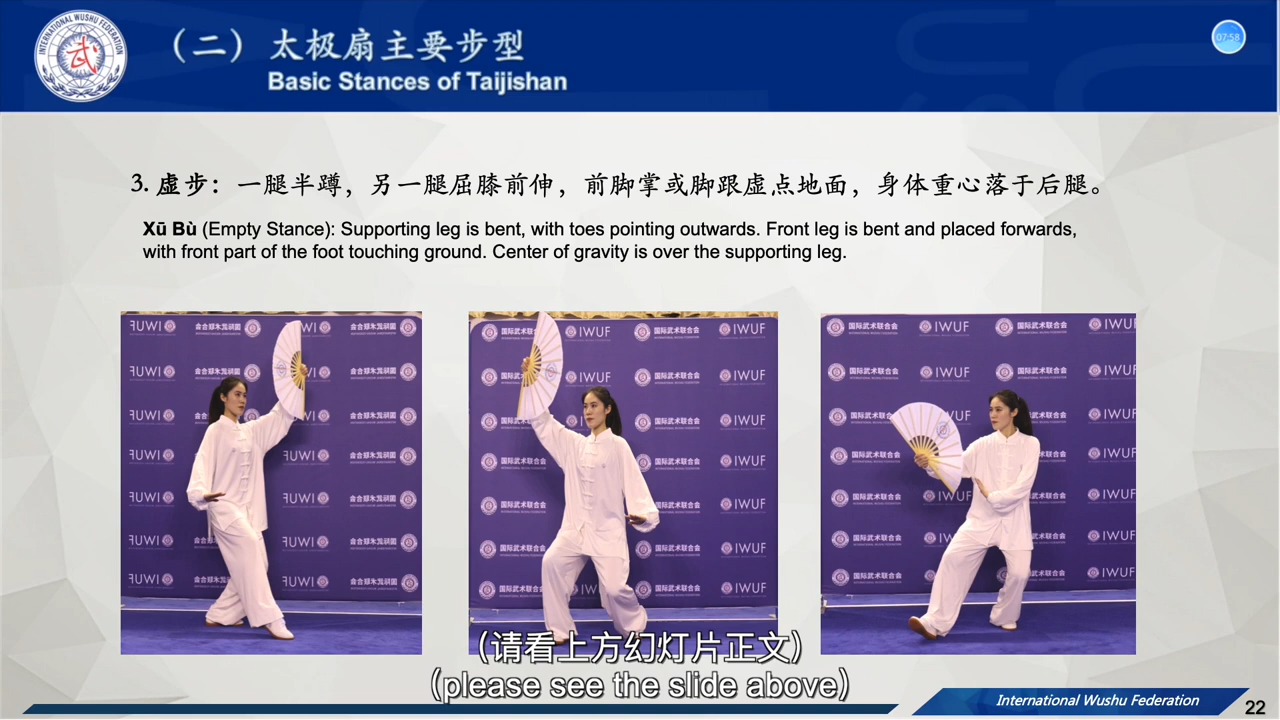 INTERNATIONAL WUSHU FEDERATION
武
（二）太极扇主要步型
Basic Stances of Taijishan
07:58
3. 虚步：一腿半蹲，另一腿屈膝前伸，前脚掌或脚跟虚点地面，身体重心落于后腿。
Xū Bù (Empty Stance): Supporting leg is bent, with toes pointing outwards. Front leg is bent and placed forwards,
with front part of the foot touching ground. Center of gravity is over the supporting leg.
国际武术联合会 IWUF
（请看上方幻灯片正文）
（please see the slide above）
International Wushu Federation
22